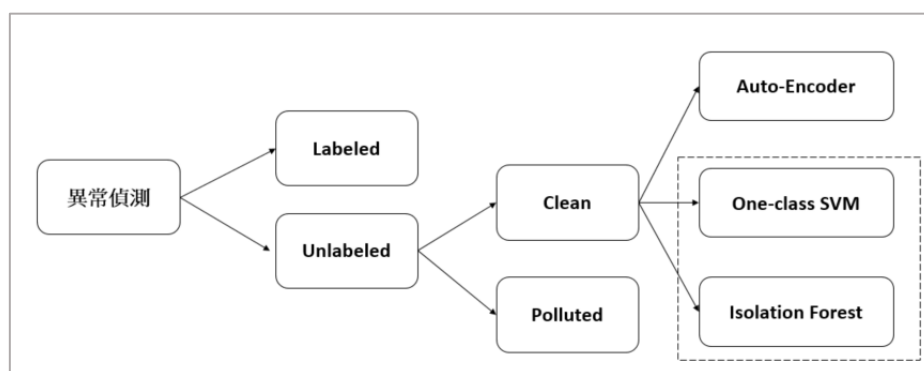 異常偵測
Labeled
Unlabeled
Clean
Polluted
Auto-Encoder
One-class SVM
Isolation Forest